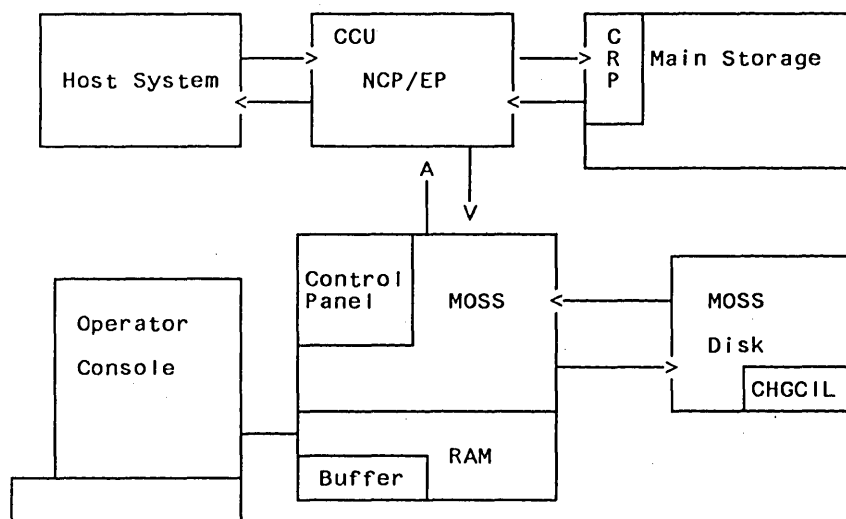 Host System
CCU
NCP/EP
C
R
P
Main Storage
A
V
Control
Panel
MOSS
Operator
Console
MOSS
Disk
CHGCIL
RAM
Buffer